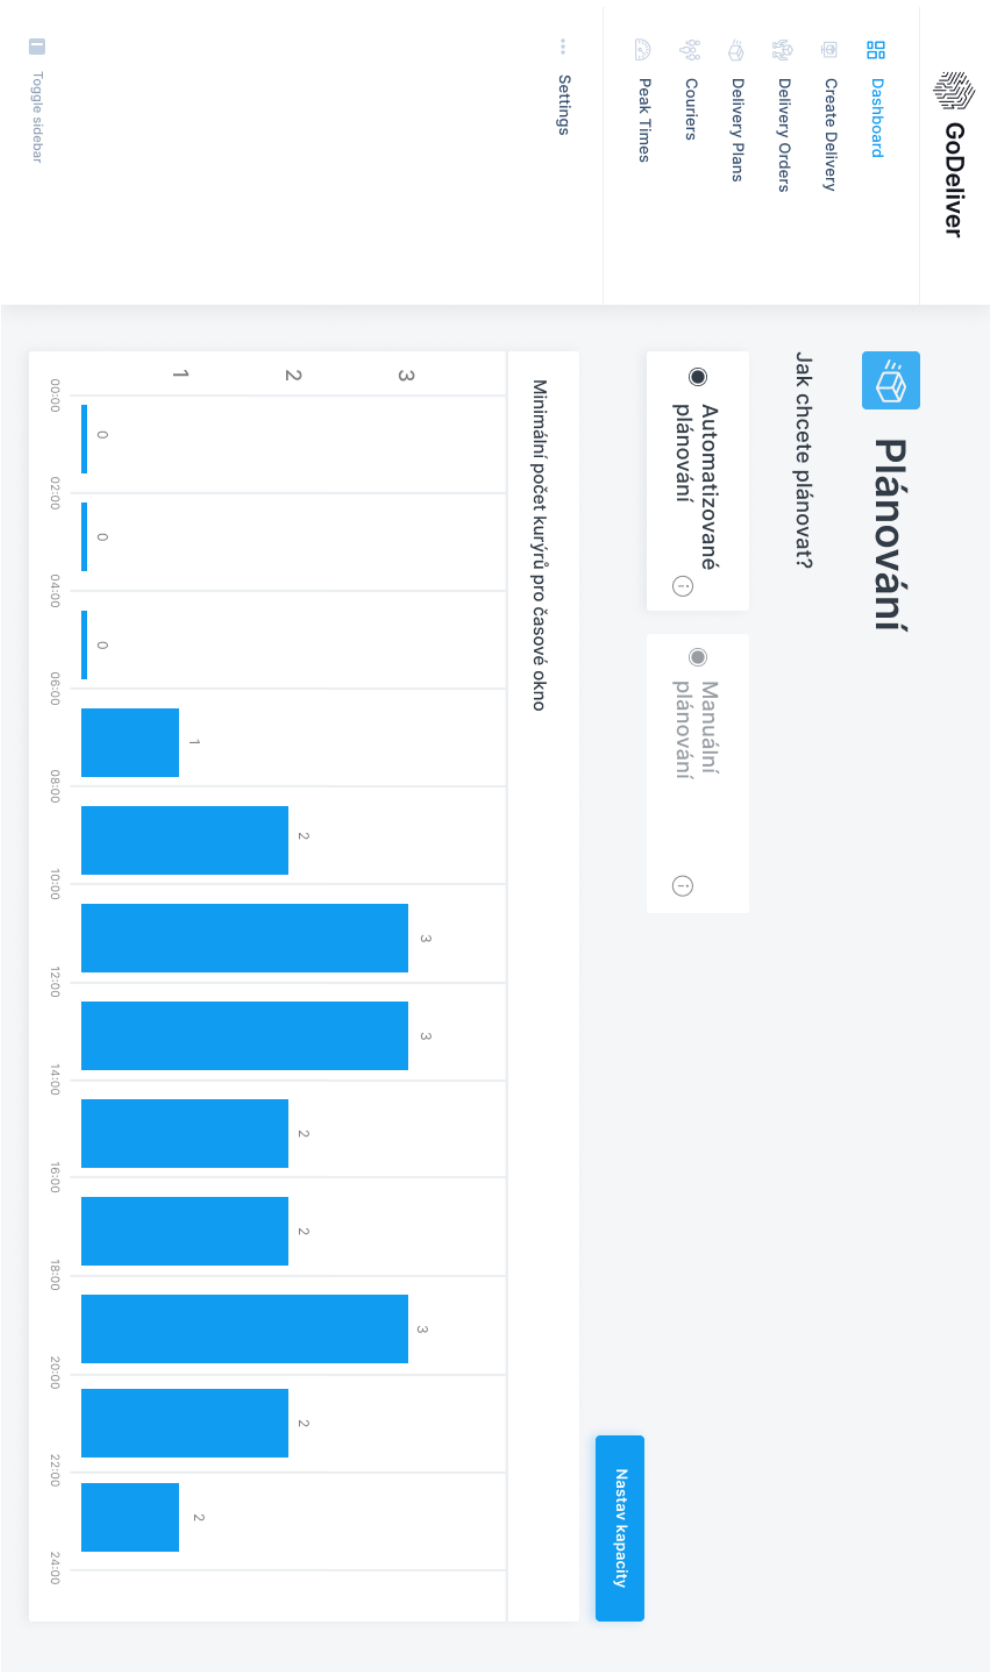 GoDeliver
Dashboard
Create Delivery
Delivery Orders
Delivery Plans
Couriers
Peak Times
Settings
Toggle sidebar
Plánování
Jak chcete plánovat?
Automatizované
plánování
Manuální
plánování
Nastav kapacity
Minimální počet kurýrů pro časové okno
3
2
1
0
0
0
1
2
3
3
2
2
3
2
2
00:00
02:00
04:00
06:00
08:00
10:00
12:00
14:00
16:00
18:00
20:00
22:00
24:00